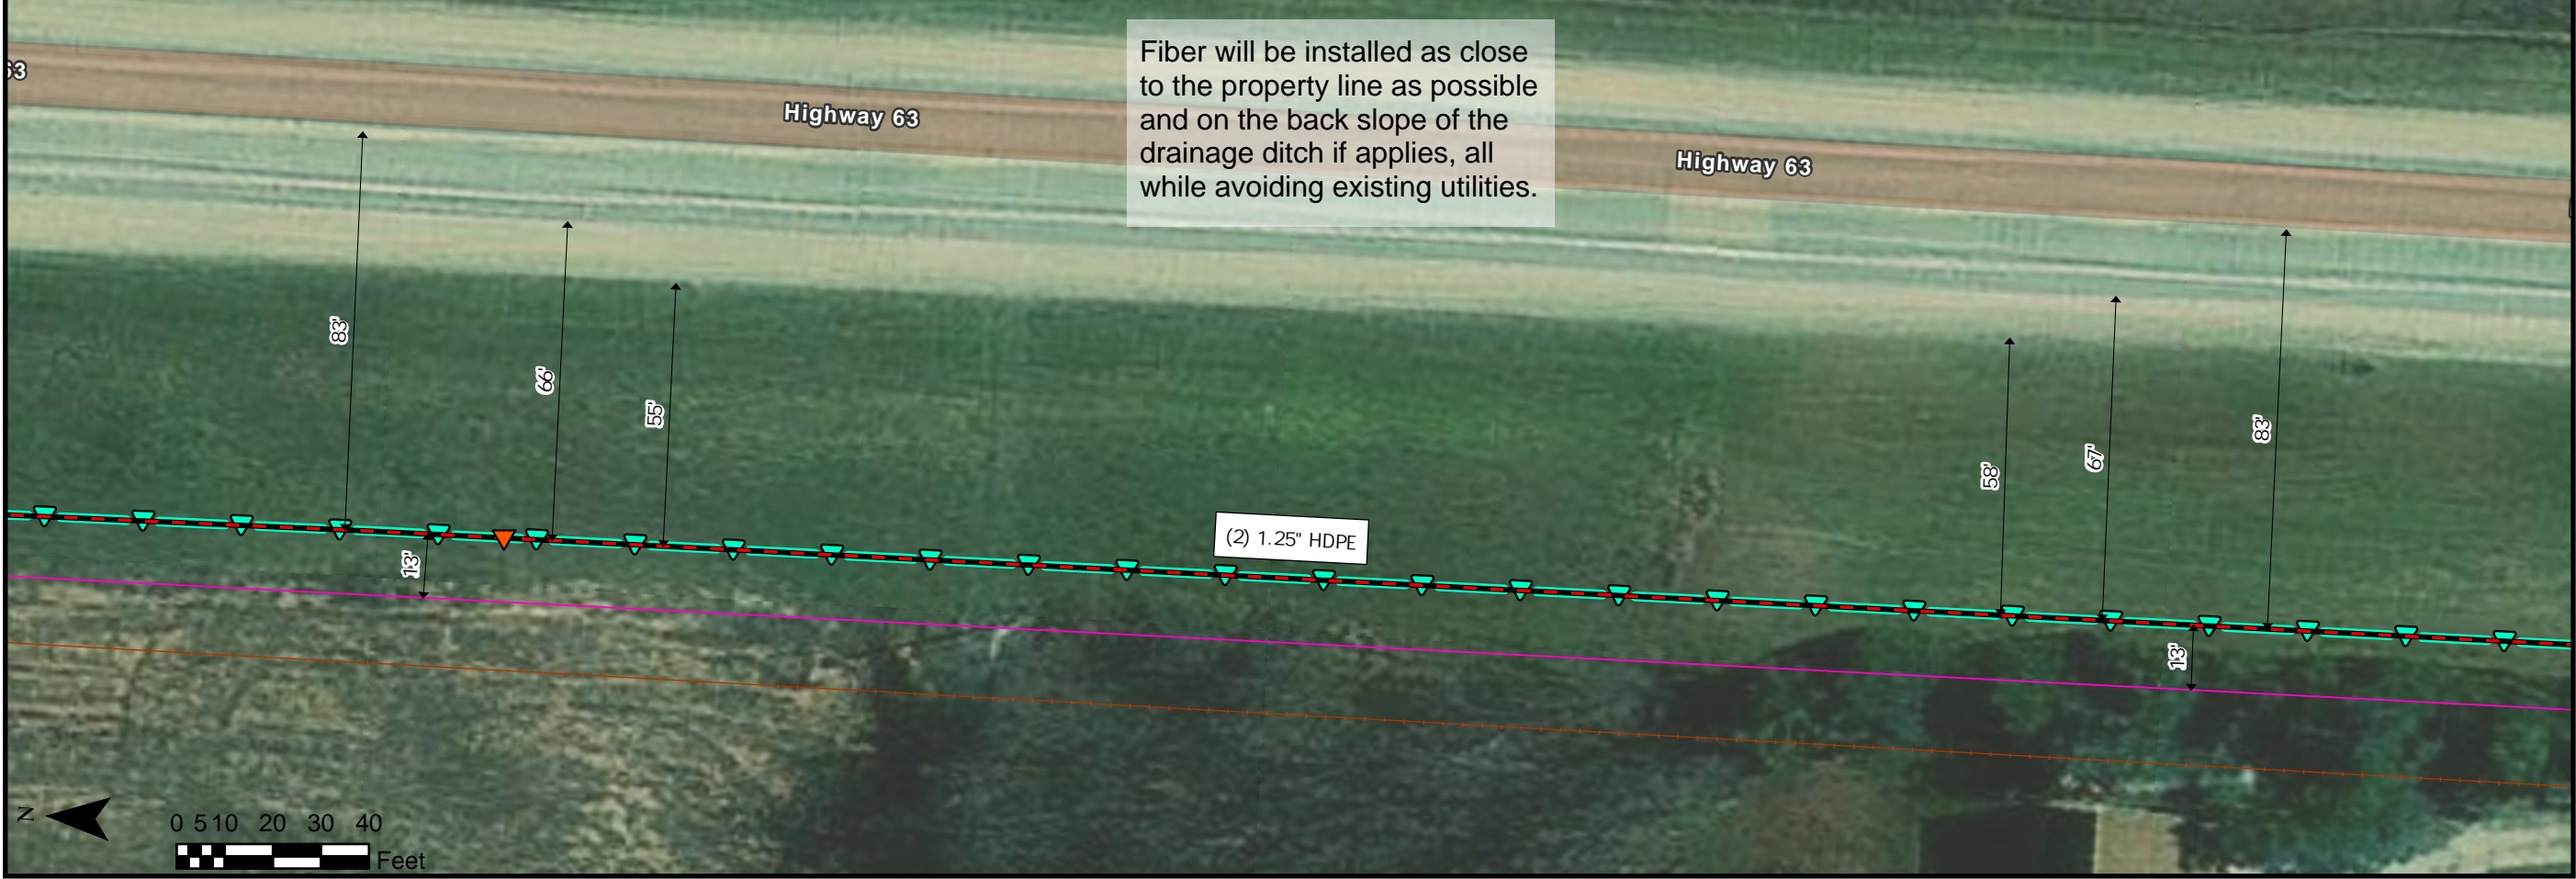 Fiber will be installed as close
to the property line as possible
and on the back slope of the
drainage ditch if applies, all
while avoiding existing utilities.
63
Highway 63
Highway 63
83'
66'
55'
58'
67'
83'
13'
(2) 1.25" HDPE
13'
N
0 5 10 20 30 40
Feet